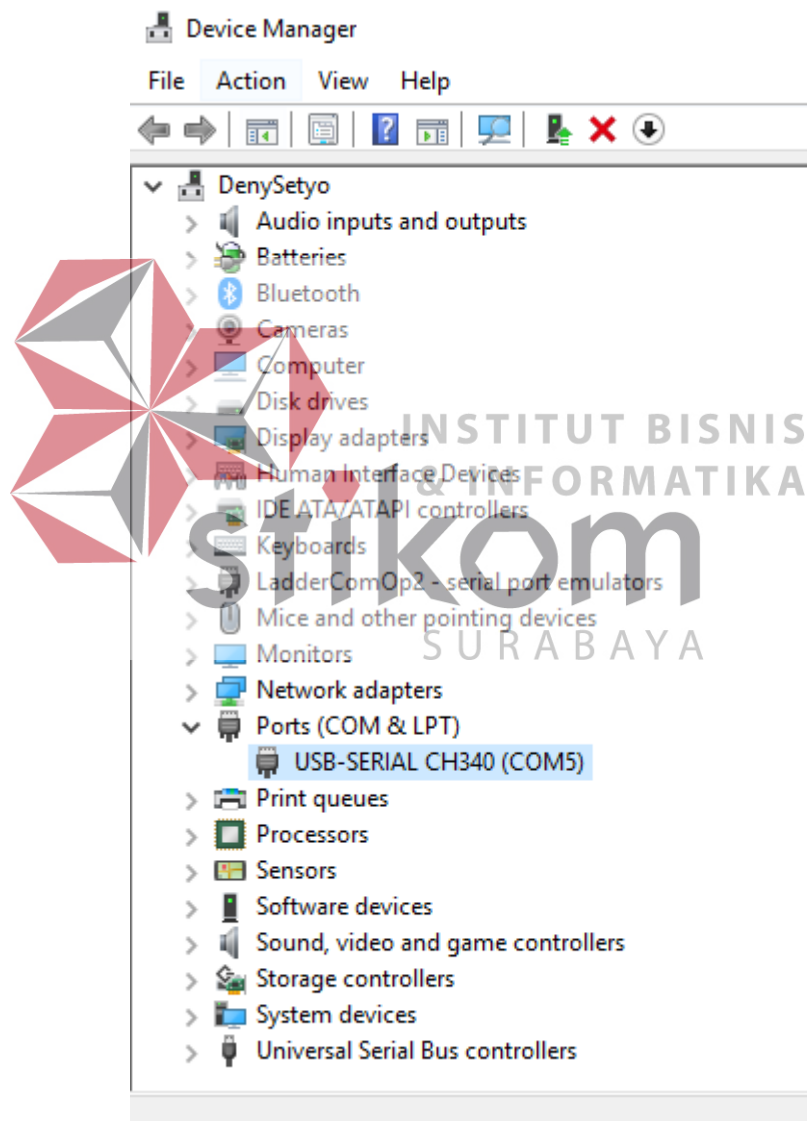 Device Manager
File Action View Help
DenySetyo
Audio inputs and outputs
Batteries
Bluetooth
Cameras
Computer
Disk drives
Display adapters
INSTITUT BISNIS
Human Interface Devices
& INFORMATIKA
IDE ATA/ATAPI controllers
stikom
Keyboards
LadderComOp2 - serial port emulators
Mice and other pointing devices
SURABAYA
Monitors
Network adapters
Ports (COM & LPT)
USB-SERIAL CH340 (COM5)
Print queues
Processors
Sensors
Software devices
Sound, video and game controllers
Storage controllers
System devices
Universal Serial Bus controllers